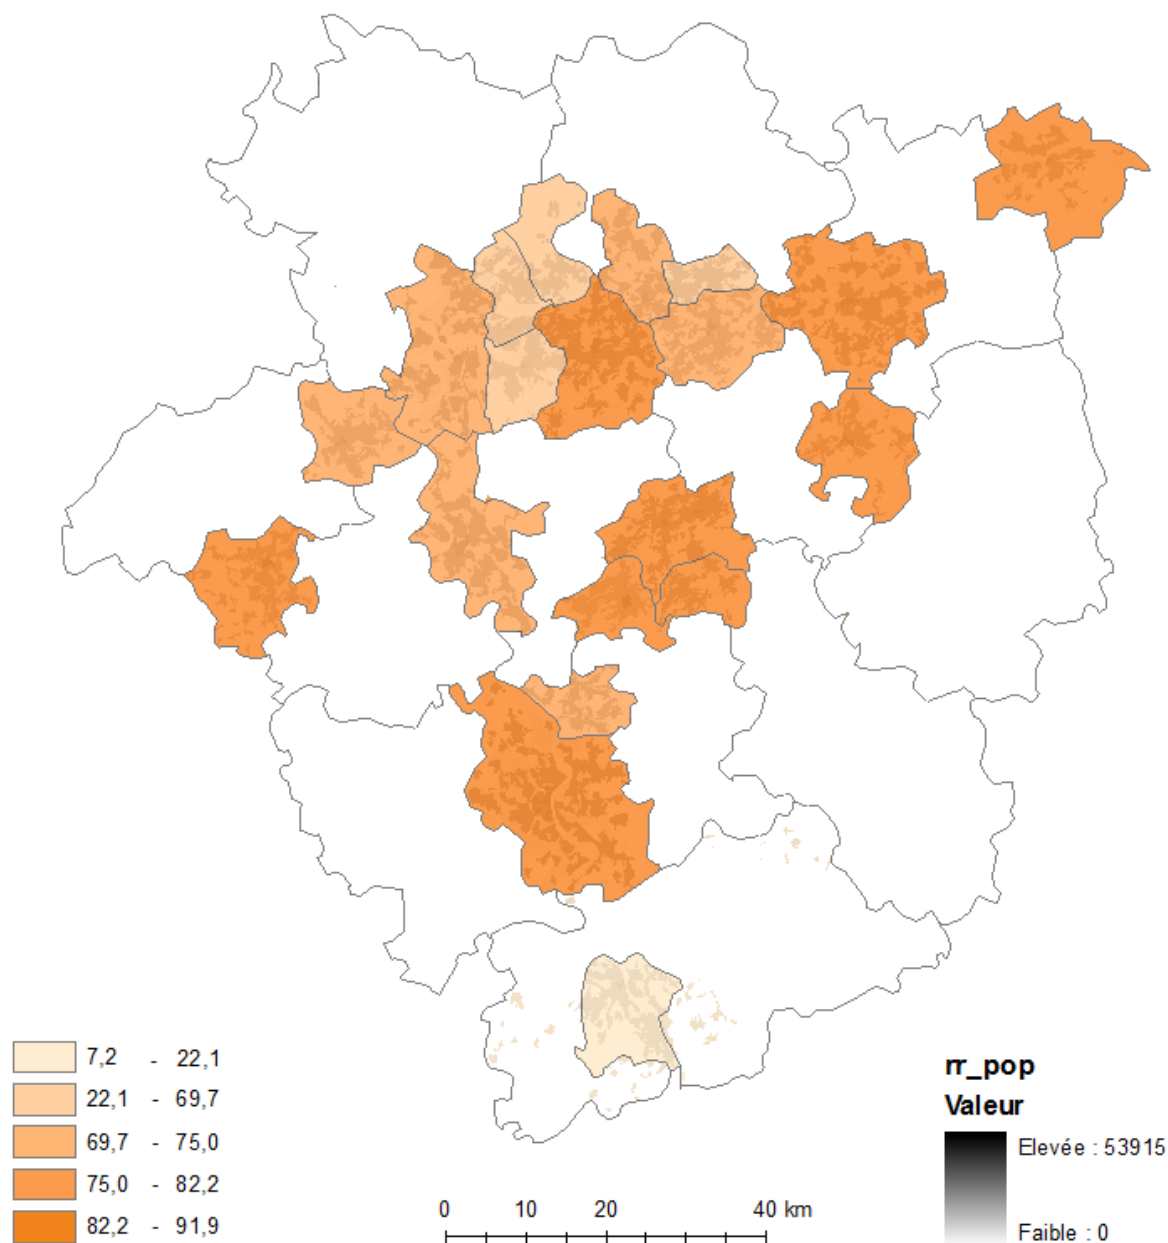 7,2 - 22,1
22,1 - 69,7
69,7 - 75,0
75,0 - 82,2
82,2 - 91,9
0 10 20 40 km
rr_pop
Valeur
Elevée : 53915
Faible : 0